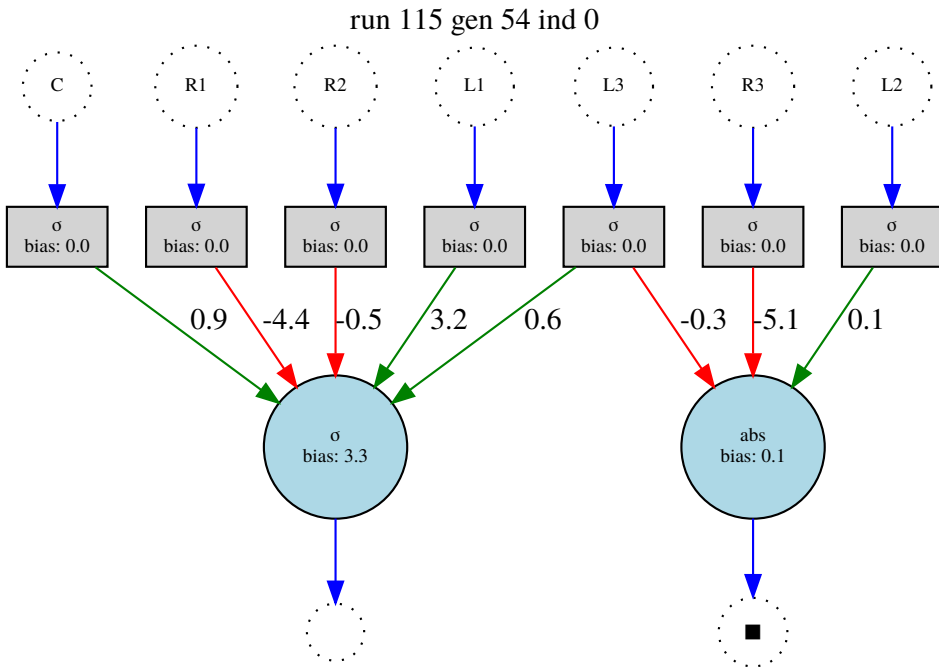 run 115 gen 54 ind 0
C
R1
R2
L1
L3
R3
L2
σ
bias: 0.0
σ
bias: 0.0
σ
bias: 0.0
σ
bias: 0.0
σ
bias: 0.0
σ
bias: 0.0
σ
bias: 0.0
0.9
-4.4
-0.5
3.2
0.6
-0.3
-5.1
0.1
σ
bias: 3.3
abs
bias: 0.1
■